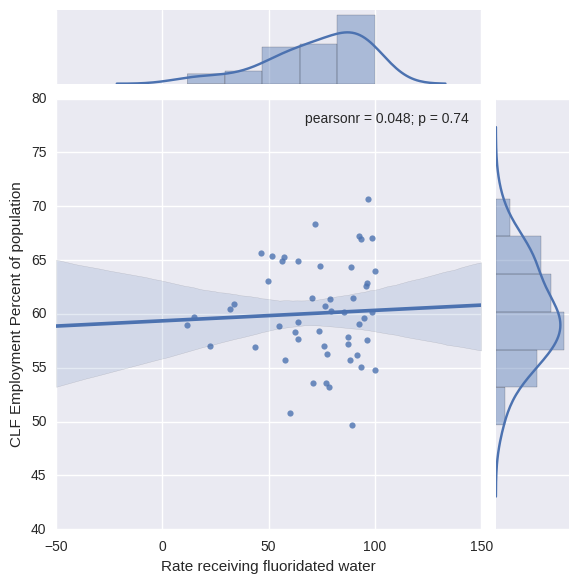 pearsonr = 0.048; p = 0.74
80
75
70
65
60
55
50
45
40
CLF Employment Percent of population
−50 0 50 100 150
Rate receiving fluoridated water